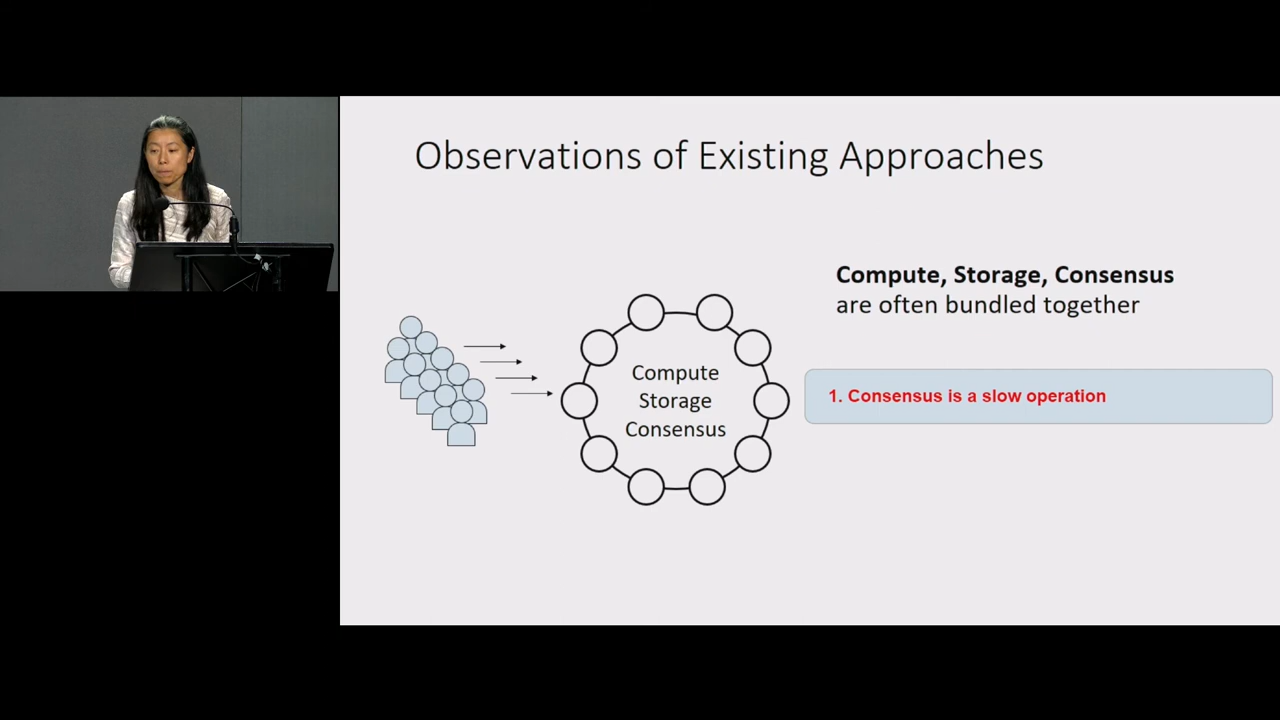 Observations of Existing Approaches
Compute, Storage, Consensus
are often bundled together
Compute
Storage
Consensus
1. Consensus is a slow operation